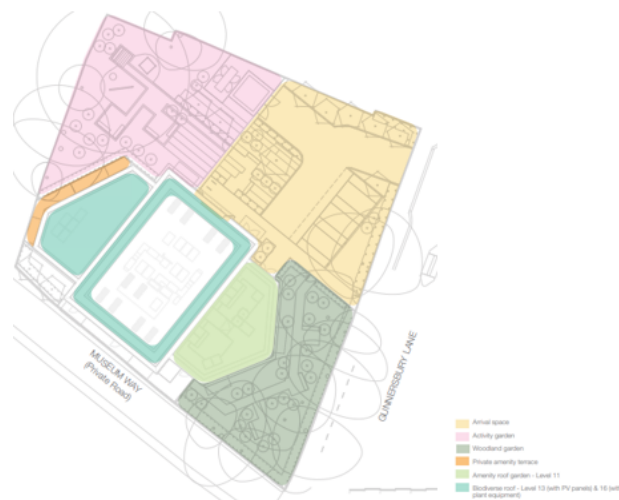 MUSEUM WAY
(Private Road)
GUNNERSBURY LANE
Arrival space
Activity garden
Woodland garden
Private amenity terrace
Amenity roof garden - Level 11
Biodiverse roof - Level 13 (with PV panels) & 16 (wit
plant equipment)